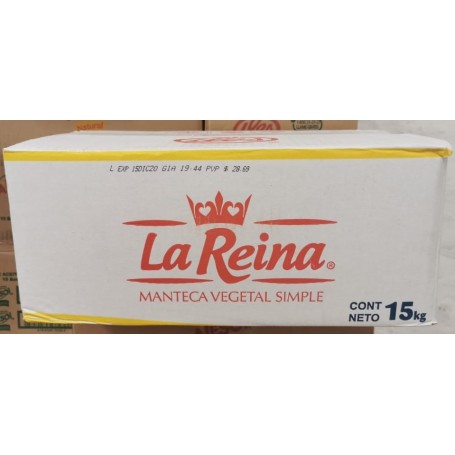 L EXP 15DIC20 G1A 19:44 PVP $ 28.69
La Reina®
MANTECA VEGETAL SIMPLE
CONT
NETO 15kg